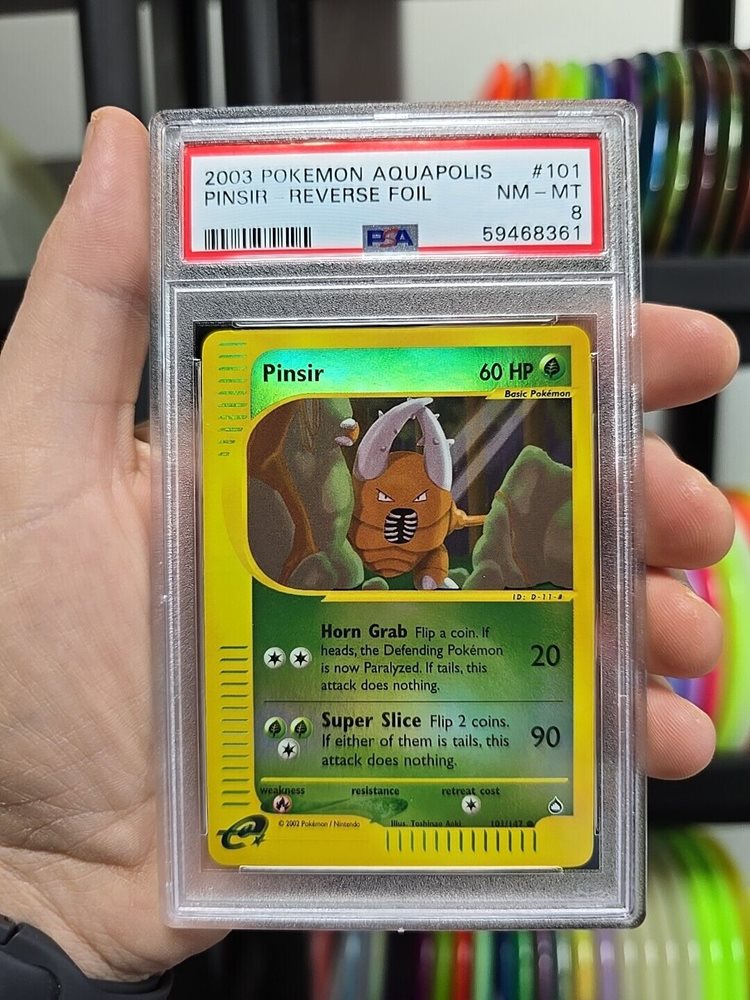 2003 POKEMON AQUAPOLIS #101
PINSIR - REVERSE FOIL NM - MT
8
PSA 59468361
Pinsir 60 HP
Basic Pokémon
ID: D-11-#
Horn Grab Flip a coin. If
heads, the Defending Pokémon
is now Paralyzed. If tails, this
attack does nothing.
20
Super Slice Flip 2 coins.
If either of them is tails, this
attack does nothing.
90
weakness resistance retreat cost
© 2002 Pokémon / Nintendo Illus. Toshinao Aoki 101/147
e